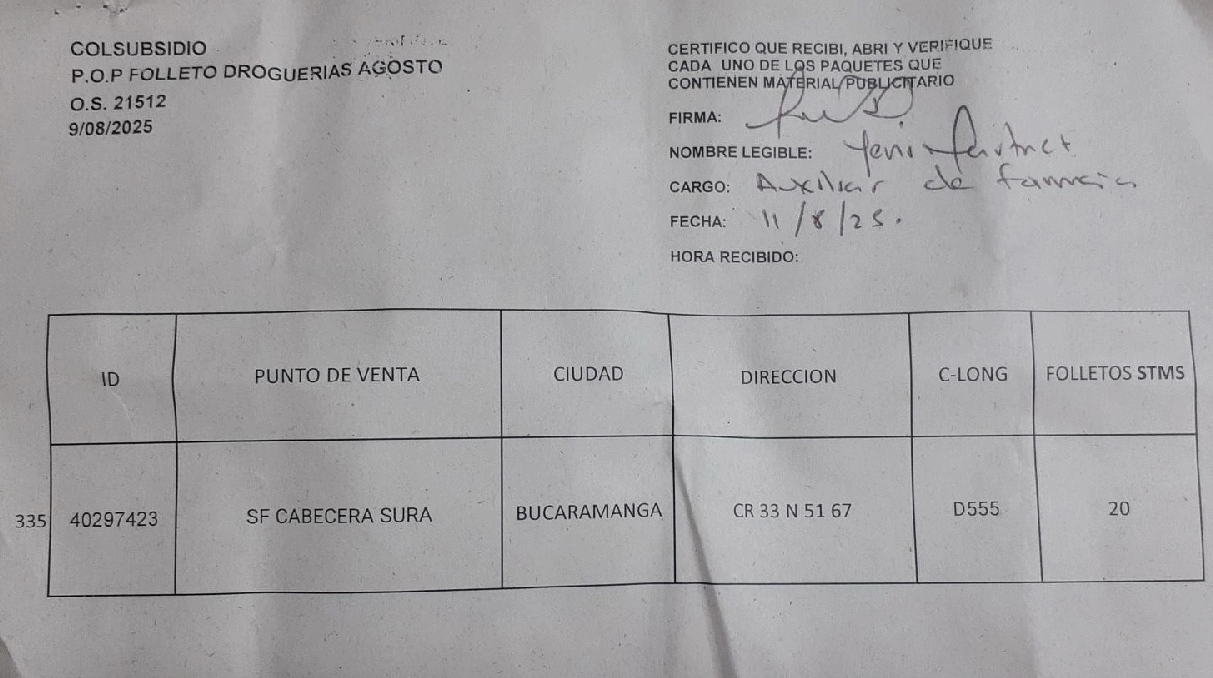 COLSUBSIDIO
P.O.P FOLLETO DROGUERIAS AGOSTO
O.S. 21512
9/08/2025
CERTIFICO QUE RECIBI, ABRI Y VERIFIQUE
CADA UNO DE LOS PAQUETES QUE
CONTIENEN MATERIAL PUBLICITARIO
FIRMA:
NOMBRE LEGIBLE: Yeni
CARGO: Auxiliar de farmacia
FECHA: 11/8/25.
HORA RECIBIDO:
ID PUNTO DE VENTA CIUDAD DIRECCION C-LONG FOLLETOS STMS
335 40297423 SF CABECERA SURA BUCARAMANGA CR 33 N 51 67 D555 20